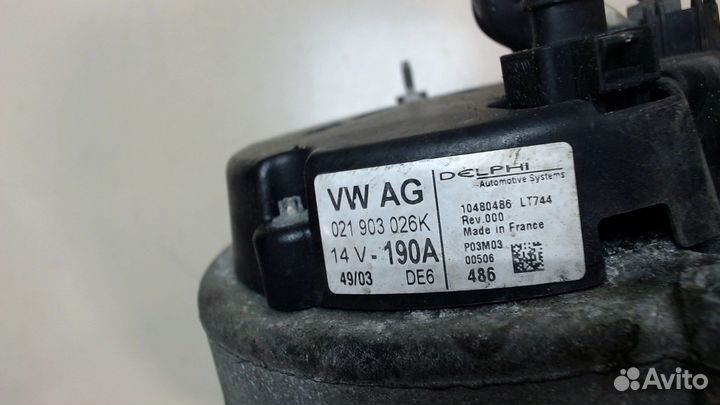 VW AG
021 903 026K
14 V - 190A
49/03 DE6
DELPHI
Automotive Systems
10480486 LT744
Rev.000
Made in France
P03M03
00506
486
Avito